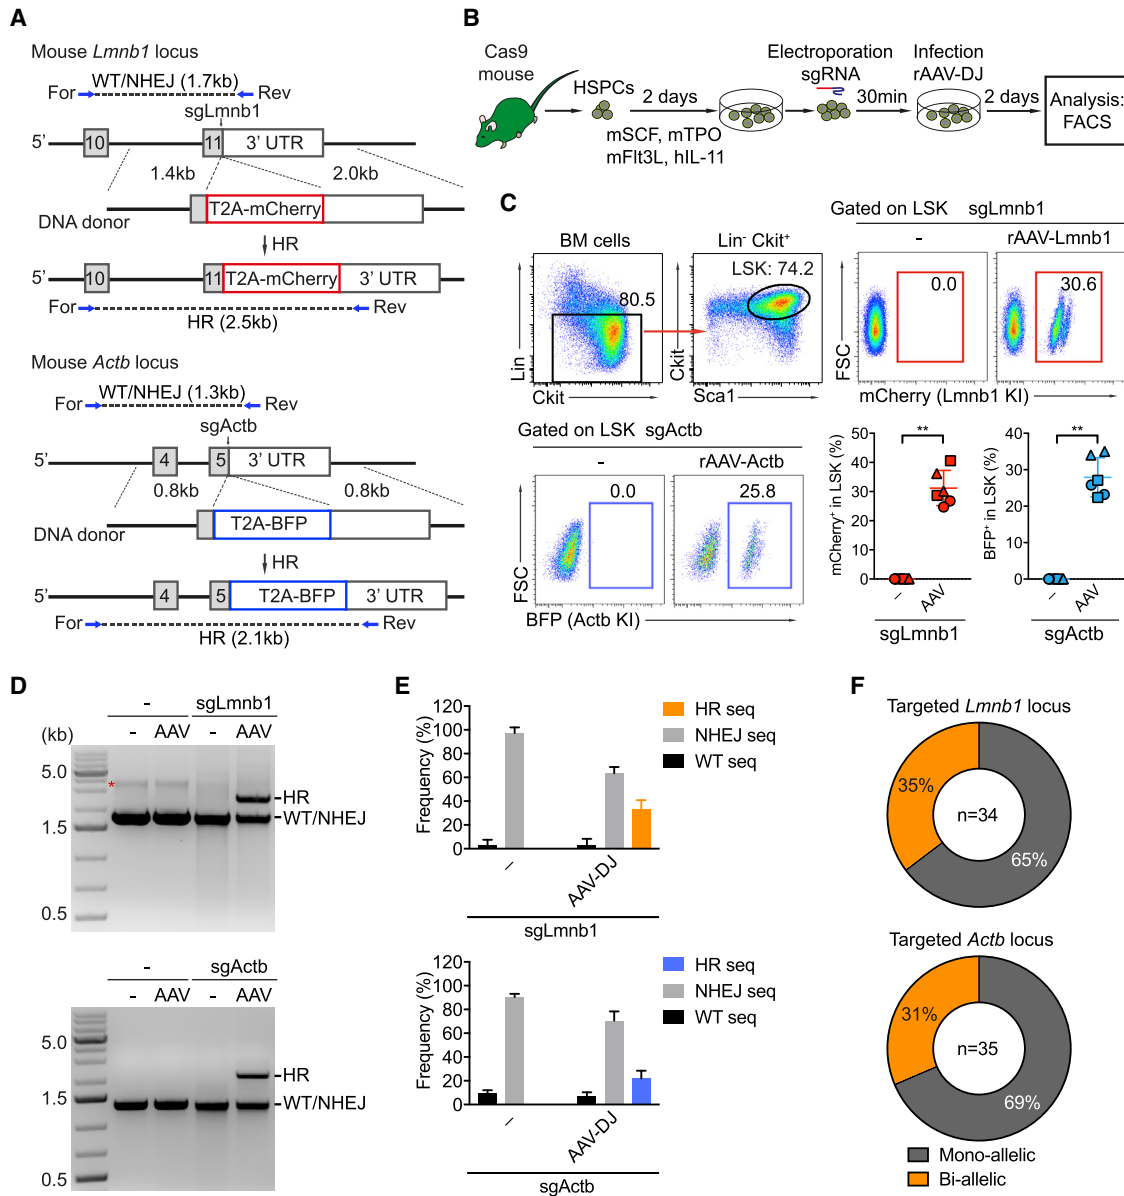 A
Mouse Lmnb1 locus
WT/NHEJ (1.7kb)
For
Rev
sgLmnb1
5'
10
11
3' UTR
1.4kb
2.0kb
T2A-mCherry
DNA donor
HR
5'
10
11
T2A-mCherry
3' UTR
For
Rev
HR (2.5kb)
Mouse Actb locus
WT/NHEJ (1.3kb)
For
Rev
sgActb
5'
4
5
3' UTR
0.8kb
0.8kb
T2A-BFP
DNA donor
HR
5'
4
5
T2A-BFP
3' UTR
For
Rev
HR (2.1kb)
B
Cas9
mouse
HSPCs
2 days
mSCF, mTPO
mFlt3L, hIL-11
Electroporation
sgRNA
30min
Infection
rAAV-DJ
2 days
Analysis:
FACS
C
BM cells
80.5
Lin
Ckit
Lin- Ckit+
LSK: 74.2
Ckit
Sca1
Gated on LSK sgLmnb1
-
rAAV-Lmnb1
0.0
30.6
FSC
mCherry (Lmnb1 KI)
Gated on LSK sgActb
-
rAAV-Actb
0.0
25.8
FSC
BFP (Actb KI)
mCherry+ in LSK (%)
50
40
30
20
10
0
**
–
AAV
sgLmnb1
BFP+ in LSK (%)
40
30
20
10
0
**
–
AAV
sgActb
D
-
sgLmnb1
(kb)
-
AAV
-
AAV
5.0
*
HR
WT/NHEJ
1.5
0.5
-
sgActb
-
AAV
-
AAV
5.0
HR
1.5
WT/NHEJ
0.5
E
Frequency (%)
120
100
80
60
40
20
0
–
AAV-DJ
sgLmnb1
HR seq
NHEJ seq
WT seq
Frequency (%)
120
100
80
60
40
20
0
–
AAV-DJ
sgActb
HR seq
NHEJ seq
WT seq
F
Targeted Lmnb1 locus
35%
n=34
65%
Targeted Actb locus
31%
n=35
69%
Mono-allelic
Bi-allelic